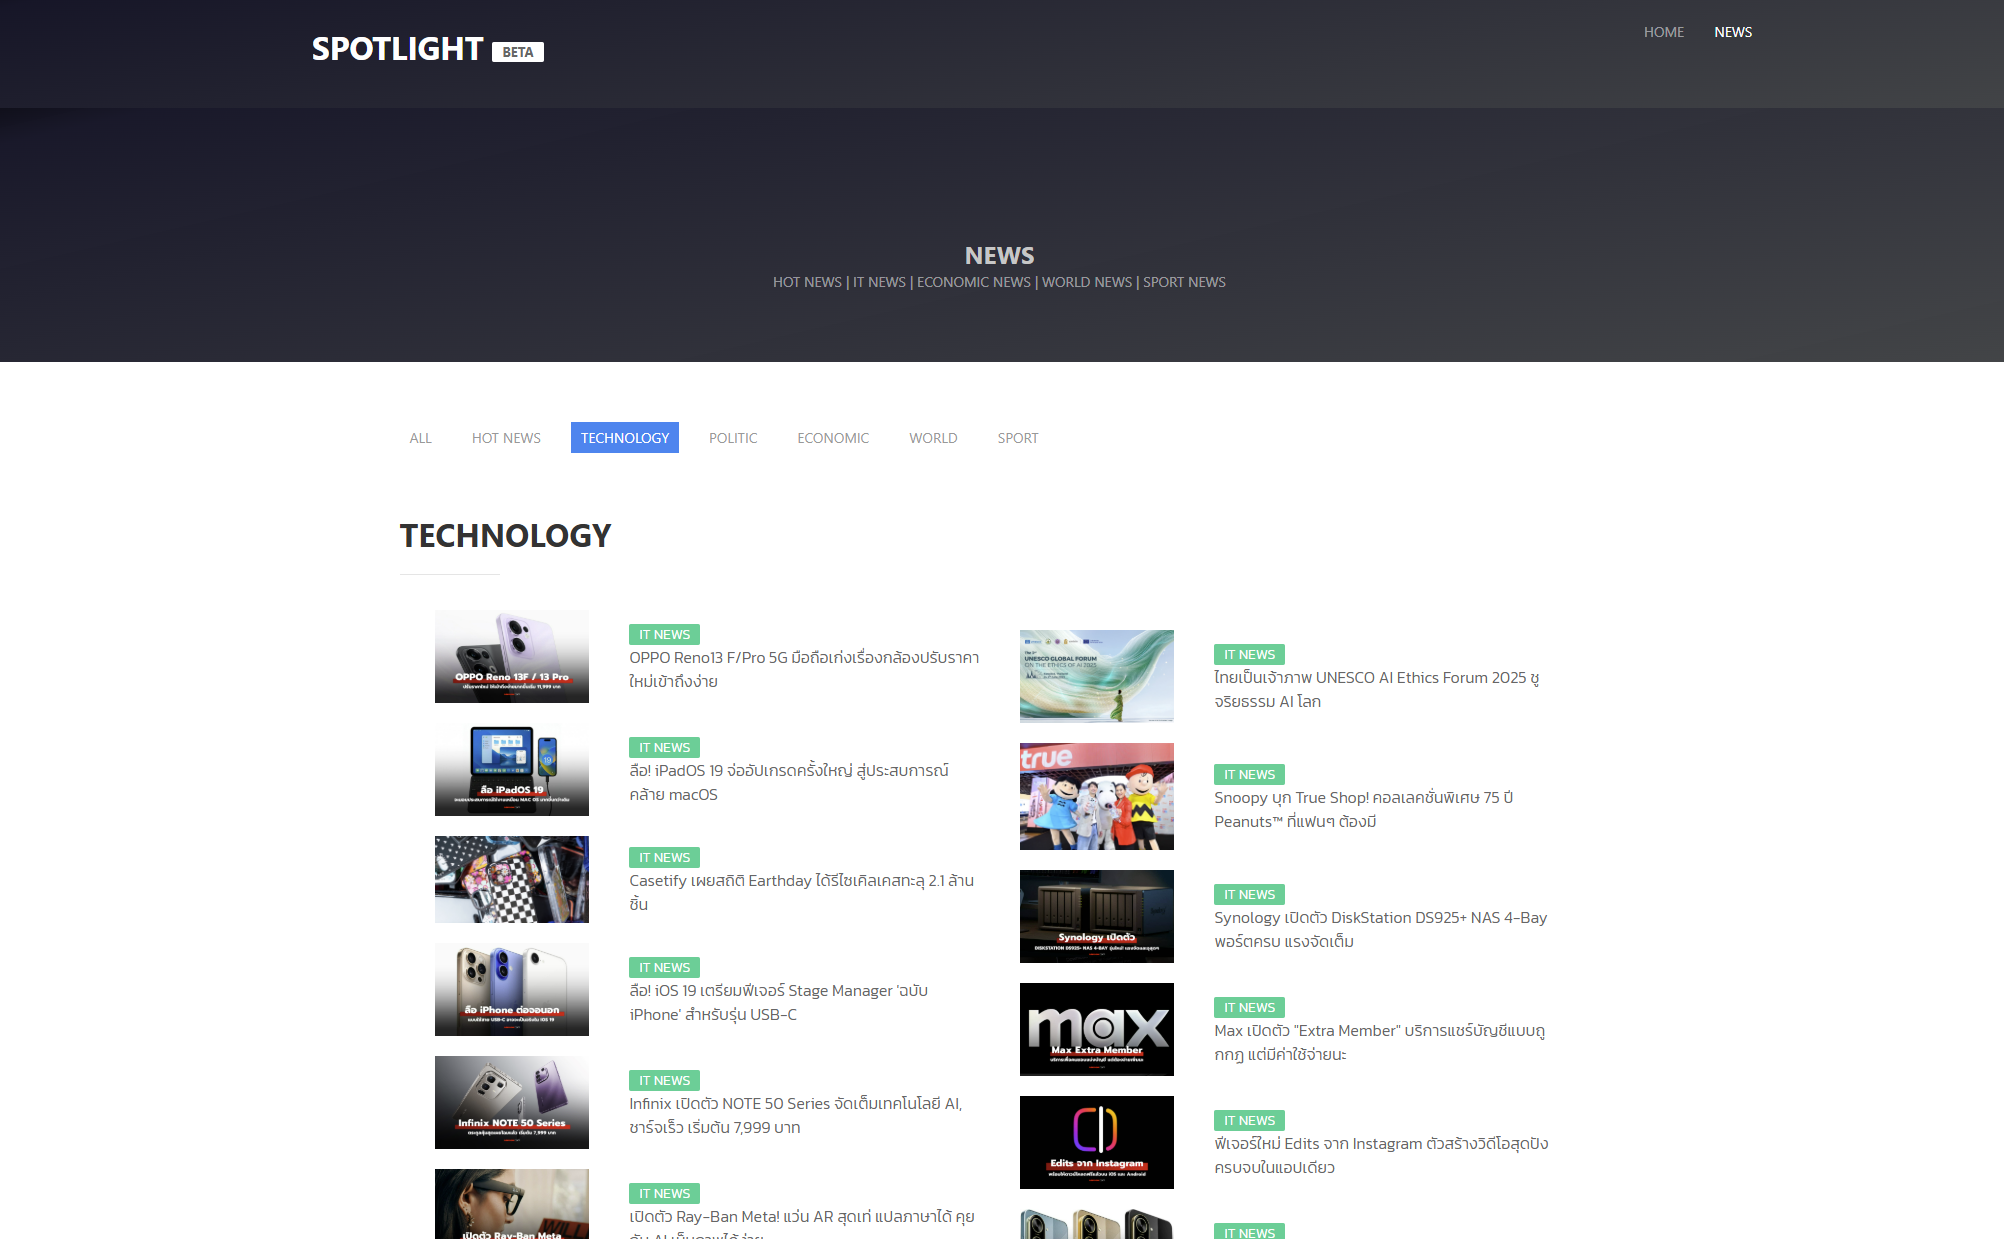 SPOTLIGHT BETA
HOME NEWS
NEWS
HOT NEWS | IT NEWS | ECONOMIC NEWS | WORLD NEWS | SPORT NEWS
ALL HOT NEWS TECHNOLOGY POLITIC ECONOMIC WORLD SPORT
TECHNOLOGY
OPPO Reno 13F / 13 Pro
IT NEWS
OPPO Reno13 F/Pro 5G มือถือเก่งเรื่องกล้องปรับราคา
ใหม่เข้าถึงง่าย
ลือ iPadOS 19
IT NEWS
ลือ! iPadOS 19 จ่ออัปเกรดครั้งใหญ่ สู่ประสบการณ์
คล้าย macOS
IT NEWS
Casetify เผยสถิติ Earthday ได้รีไซเคิลเคสทะลุ 2.1 ล้าน
ชิ้น
ลือ iPhone ต่อจอนอก
IT NEWS
ลือ! iOS 19 เตรียมฟีเจอร์ Stage Manager 'ฉบับ
iPhone' สำหรับรุ่น USB-C
Infinix NOTE 50 Series
IT NEWS
Infinix เปิดตัว NOTE 50 Series จัดเต็มเทคโนโลยี AI,
ชาร์จเร็ว เริ่มต้น 7,999 บาท
เปิดตัว Ray-Ban Meta
IT NEWS
เปิดตัว Ray-Ban Meta! แว่น AR สุดเท่ แปลภาษาได้ คุย
UNESCO GLOBAL FORUM
ON THE ETHICS OF AI 2025
IT NEWS
ไทยเป็นเจ้าภาพ UNESCO AI Ethics Forum 2025 ชู
จริยธรรม AI โลก
true
IT NEWS
Snoopy บุก True Shop! คอลเลคชั่นพิเศษ 75 ปี
Peanuts™ ที่แฟนๆ ต้องมี
Synology เปิดตัว
DISKSTATION DS925+ NAS 4-BAY
IT NEWS
Synology เปิดตัว DiskStation DS925+ NAS 4-Bay
พอร์ตครบ แรงจัดเต็ม
max
Max Extra Member
IT NEWS
Max เปิดตัว "Extra Member" บริการแชร์บัญชีแบบถู
กกฏ แต่มีค่าใช้จ่ายนะ
Edits จาก Instagram
IT NEWS
ฟีเจอร์ใหม่ Edits จาก Instagram ตัวสร้างวิดีโอสุดปัง
ครบจบในแอปเดียว
IT NEWS